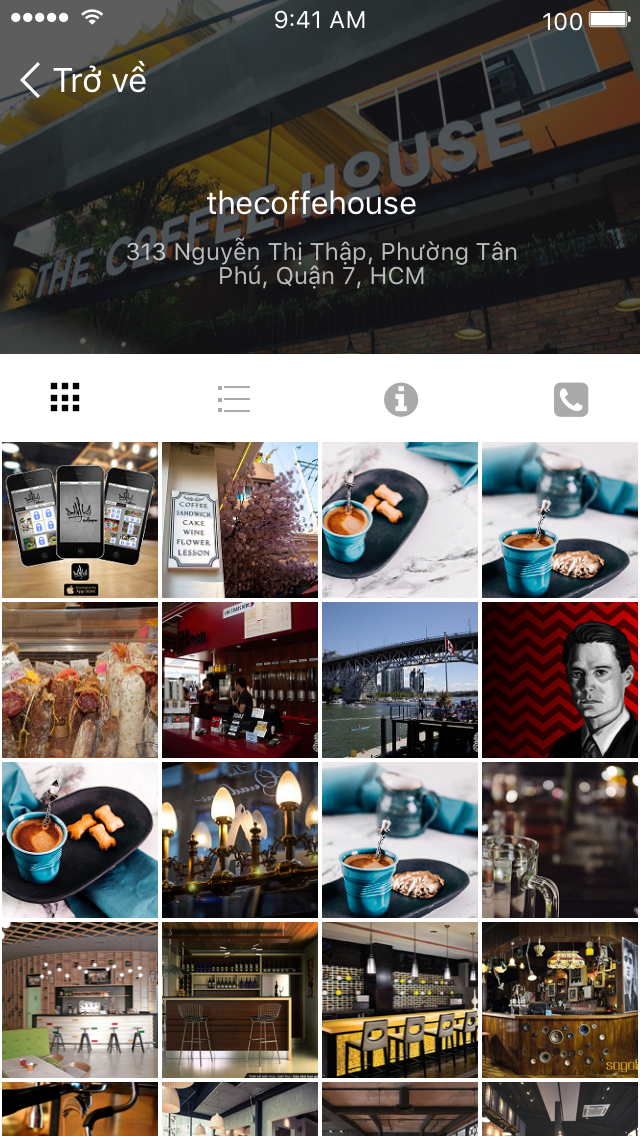 9:41 AM
100
Trở về
THE COFFEE HOUSE
thecoffehouse
313 Nguyễn Thị Thập, Phường Tân
Phú, Quận 7, HCM
COFFEE
SANDWICH
CAKE
WINE
FLOWER
LESSON
App Store